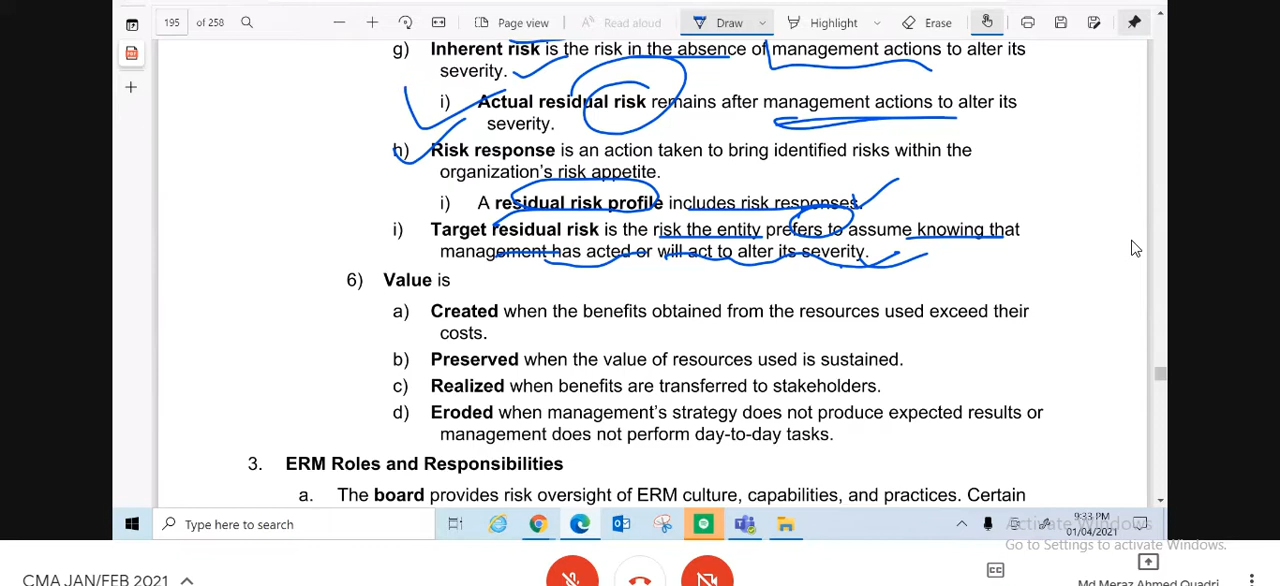 195 of 258 Page view Read aloud Draw Highlight Erase
g) Inherent risk is the risk in the absence of management actions to alter its
severity.
i) Actual residual risk remains after management actions to alter its
severity.
h) Risk response is an action taken to bring identified risks within the
organization's risk appetite.
i) A residual risk profile includes risk responses.
i) Target residual risk is the risk the entity prefers to assume knowing that
management has acted or will act to alter its severity.
6) Value is
a) Created when the benefits obtained from the resources used exceed their
costs.
b) Preserved when the value of resources used is sustained.
c) Realized when benefits are transferred to stakeholders.
d) Eroded when management's strategy does not produce expected results or
management does not perform day-to-day tasks.
3. ERM Roles and Responsibilities
a. The board provides risk oversight of ERM culture, capabilities, and practices. Certain
Type here to search
9:33 PM
01/04/2021
Activate Windows
Go to Settings to activate Windows.
CMA JAN/FEB 2021
Md Meraz Ahmed Quadri